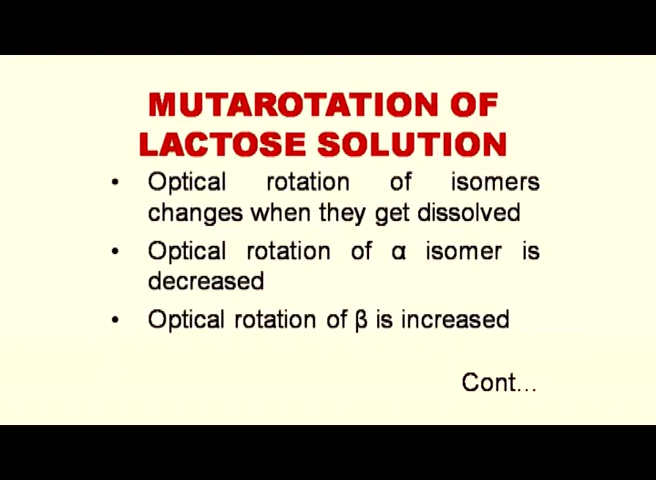 MUTAROTATION OF
LACTOSE SOLUTION
• Optical rotation of isomers
changes when they get dissolved
• Optical rotation of α isomer is
decreased
• Optical rotation of β is increased
Cont...